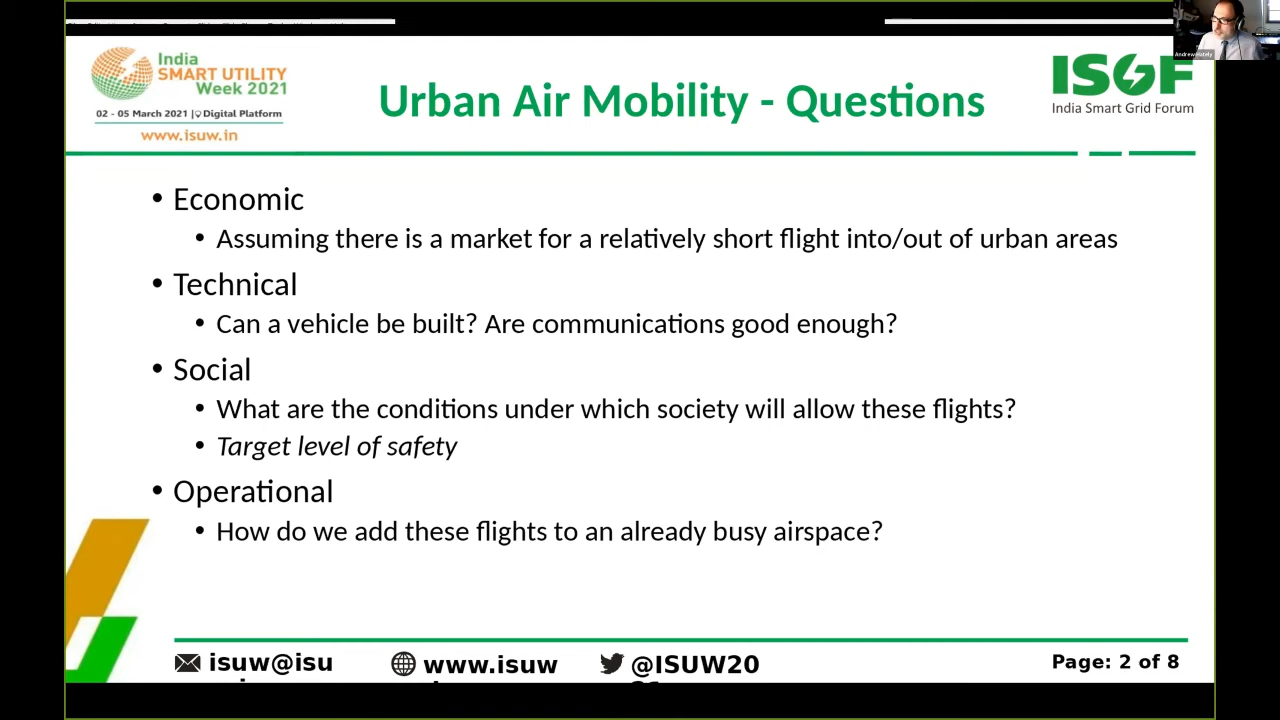 India
SMART UTILITY
Week 2021
02 - 05 March 2021 | Digital Platform
www.isuw.in
Urban Air Mobility - Questions
ISGF
India Smart Grid Forum
• Economic
• Assuming there is a market for a relatively short flight into/out of urban areas
• Technical
• Can a vehicle be built? Are communications good enough?
• Social
• What are the conditions under which society will allow these flights?
• Target level of safety
• Operational
• How do we add these flights to an already busy airspace?
isuw@isu
www.isuw
@ISUW20
Page: 2 of 8